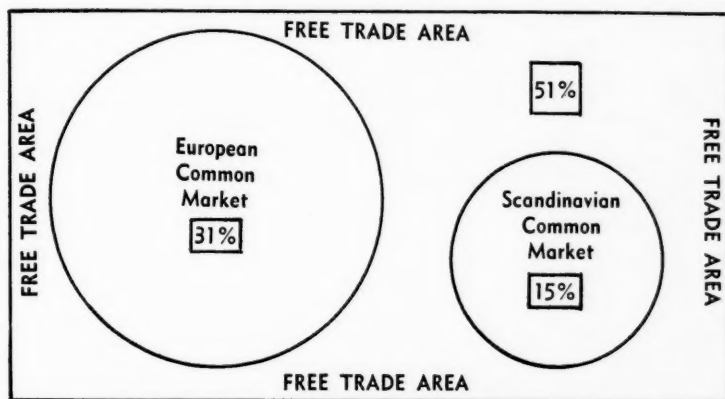 FREE TRADE AREA
FREE TRADE AREA
European
Common
Market
31%
51%
Scandinavian
Common
Market
15%
FREE TRADE AREA
FREE TRADE AREA